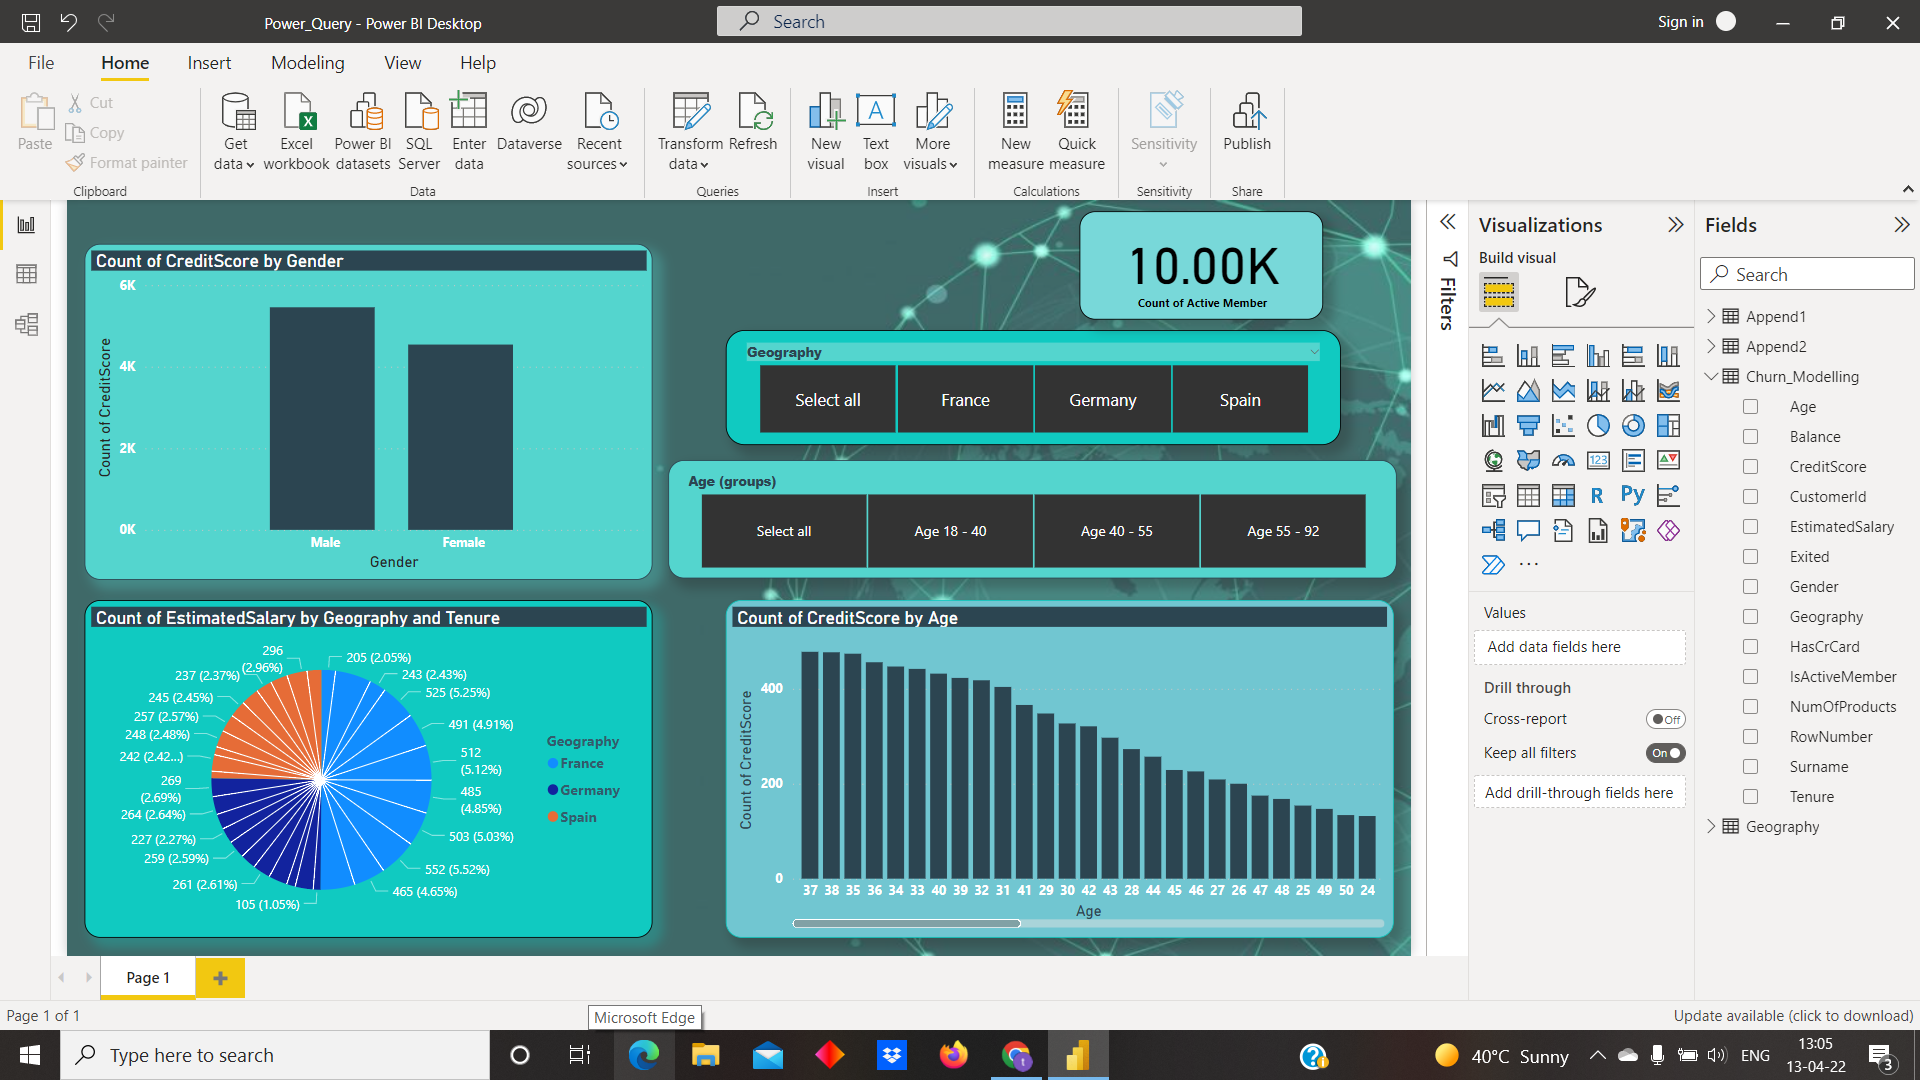 Power_Query - Power BI Desktop
Search
Sign in
File
Home
Insert
Modeling
View
Help
Paste
Cut
Copy
Format painter
Clipboard
Get data
Excel workbook
Power BI datasets
SQL Server
Enter data
Dataverse
Recent sources
Data
Transform data
Refresh
Queries
New visual
Text box
More visuals
Insert
New measure
Quick measure
Calculations
Sensitivity
Sensitivity
Publish
Share
Count of CreditScore by Gender
6K
4K
2K
0K
Count of CreditScore
Male
Female
Gender
10.00K
Count of Active Member
Geography
Select all
France
Germany
Spain
Age (groups)
Select all
Age 18 - 40
Age 40 - 55
Age 55 - 92
Count of EstimatedSalary by Geography and Tenure
296 (2.96%)
205 (2.05%)
237 (2.37%)
243 (2.43%)
245 (2.45%)
525 (5.25%)
257 (2.57%)
491 (4.91%)
248 (2.48%)
512 (5.12%)
242 (2.42...)
269 (2.69%)
485 (4.85%)
264 (2.64%)
503 (5.03%)
227 (2.27%)
259 (2.59%)
552 (5.52%)
261 (2.61%)
465 (4.65%)
105 (1.05%)
Geography
France
Germany
Spain
Count of CreditScore by Age
400
200
0
Count of CreditScore
37 38 35 36 34 33 40 39 32 31 41 29 30 42 43 28 44 45 46 27 26 47 48 25 49 50 24
Age
Filters
Visualizations
Build visual
123
R
Py
...
Values
Add data fields here
Drill through
Cross-report
Off
Keep all filters
On
Add drill-through fields here
Fields
Search
Append1
Append2
Churn_Modelling
Age
Balance
CreditScore
CustomerId
EstimatedSalary
Exited
Gender
Geography
HasCrCard
IsActiveMember
NumOfProducts
RowNumber
Surname
Tenure
Geography
Page 1
Page 1 of 1
Microsoft Edge
Update available (click to download)
Type here to search
40°C Sunny
ENG
13:05
13-04-22
3